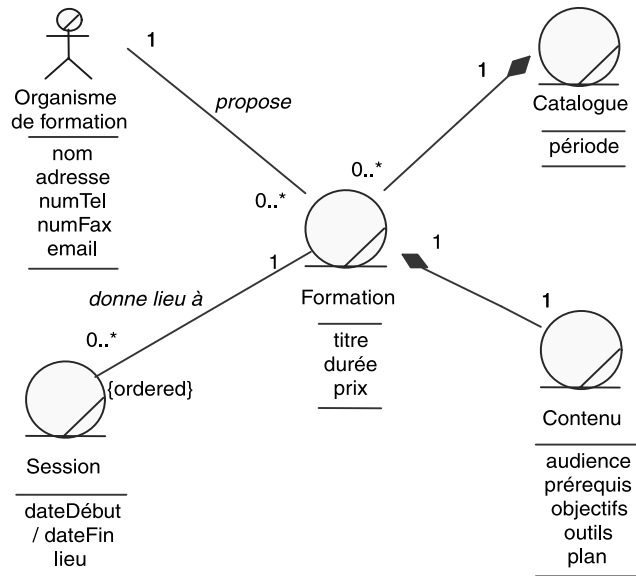 1
Organisme
de formation
nom
adresse
numTel
numFax
email
propose
0..*
1
Catalogue
période
0..*
1
Formation
titre
durée
prix
1
donne lieu à
0..*
{ordered}
Session
dateDébut
/ dateFin
lieu
1
Contenu
audience
prérequis
objectifs
outils
plan